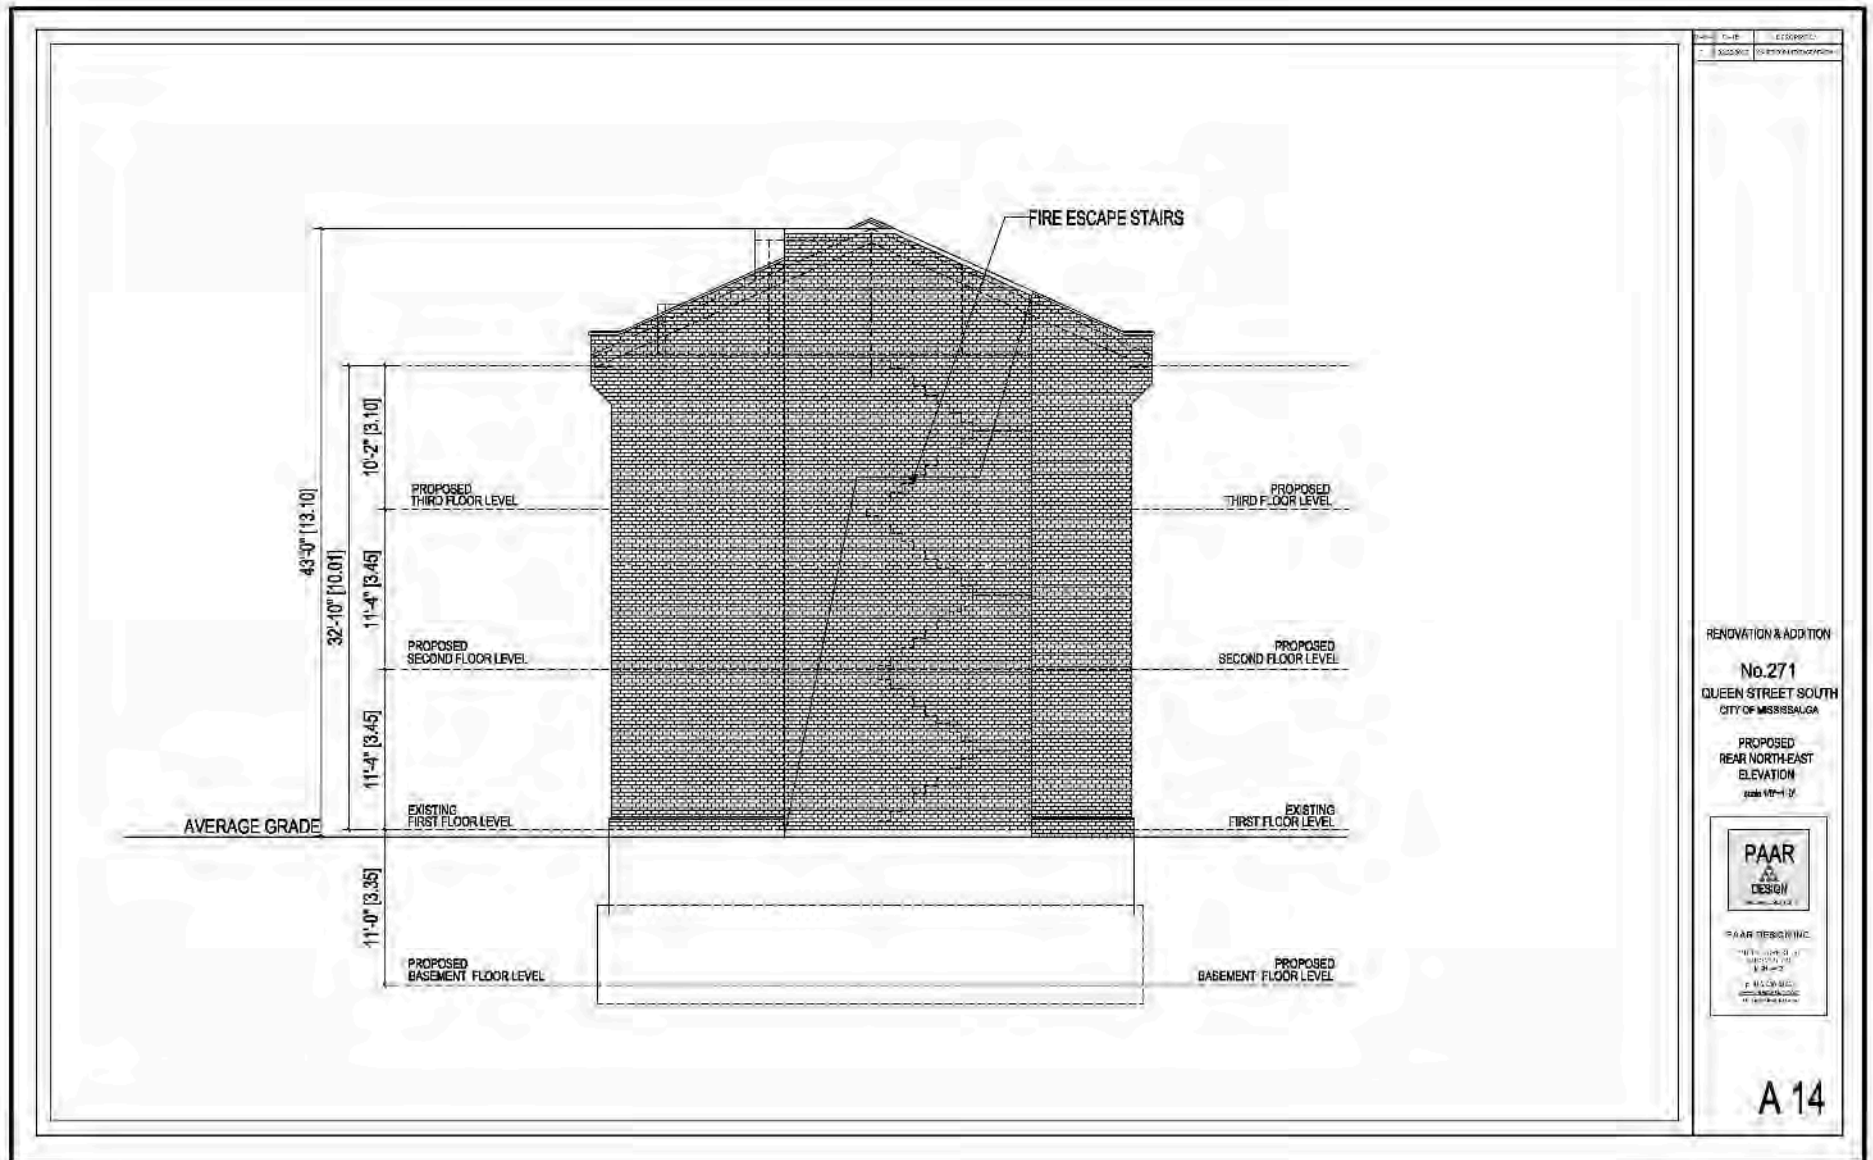 FIRE ESCAPE STAIRS
43'-0" [13.10]
32'-10" [10.01]
10'-2" [3.10]
11'-4" [3.45]
11'-4" [3.45]
11'-0" [3.35]
PROPOSED
THIRD FLOOR LEVEL
PROPOSED
THIRD FLOOR LEVEL
PROPOSED
SECOND FLOOR LEVEL
PROPOSED
SECOND FLOOR LEVEL
AVERAGE GRADE
EXISTING
FIRST FLOOR LEVEL
EXISTING
FIRST FLOOR LEVEL
PROPOSED
BASEMENT FLOOR LEVEL
PROPOSED
BASEMENT FLOOR LEVEL
RENOVATION & ADDITION
No.271
QUEEN STREET SOUTH
CITY OF MISSISSAUGA
PROPOSED
REAR NORTH-EAST
ELEVATION
scale
PAAR
DESIGN
PAAR DESIGN INC.
A 14